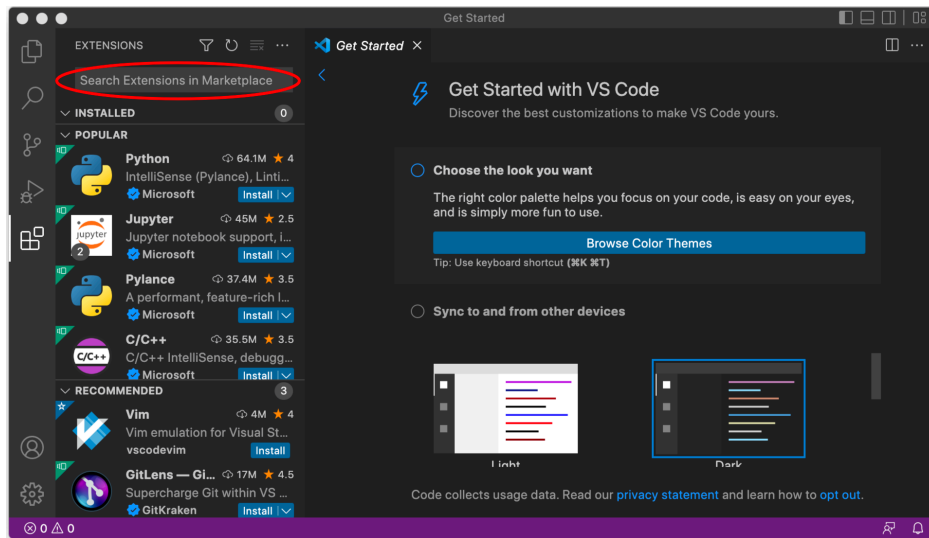 Get Started
EXTENSIONS
Search Extensions in Marketplace
INSTALLED 0
POPULAR
Python 64.1M ★ 4
IntelliSense (Pylance), Linti...
Microsoft Install
Jupyter 45M ★ 2.5
Jupyter notebook support, i...
Microsoft Install
jupyter
2
Pylance 37.4M ★ 3.5
A performant, feature-rich l...
Microsoft Install
C/C++ 35.5M ★ 3.5
C/C++ IntelliSense, debugg...
Microsoft Install
C/C++
RECOMMENDED 3
Vim 4M ★ 4
Vim emulation for Visual St...
vscodevim Install
GitLens — Gi... 17M ★ 4.5
Supercharge Git within VS ...
GitKraken Install
0 0
Get Started
Get Started with VS Code
Discover the best customizations to make VS Code yours.
Choose the look you want
The right color palette helps you focus on your code, is easy on your eyes,
and is simply more fun to use.
Browse Color Themes
Tip: Use keyboard shortcut (⌘K ⌘T)
Sync to and from other devices
Light
Dark
Code collects usage data. Read our privacy statement and learn how to opt out.